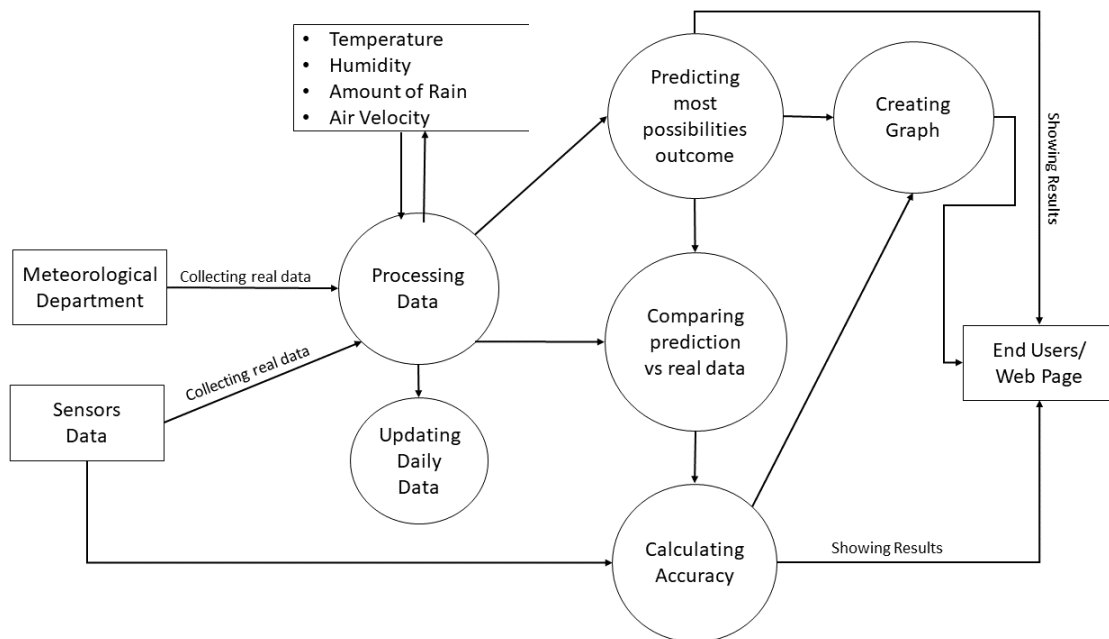 • Temperature
• Humidity
• Amount of Rain
• Air Velocity
Predicting
most
possibilities
outcome
Creating
Graph
Showing Results
Meteorological
Department
Collecting real data
Processing
Data
Comparing
prediction
vs real data
End Users/
Web Page
Collecting real data
Sensors
Data
Updating
Daily
Data
Calculating
Accuracy
Showing Results